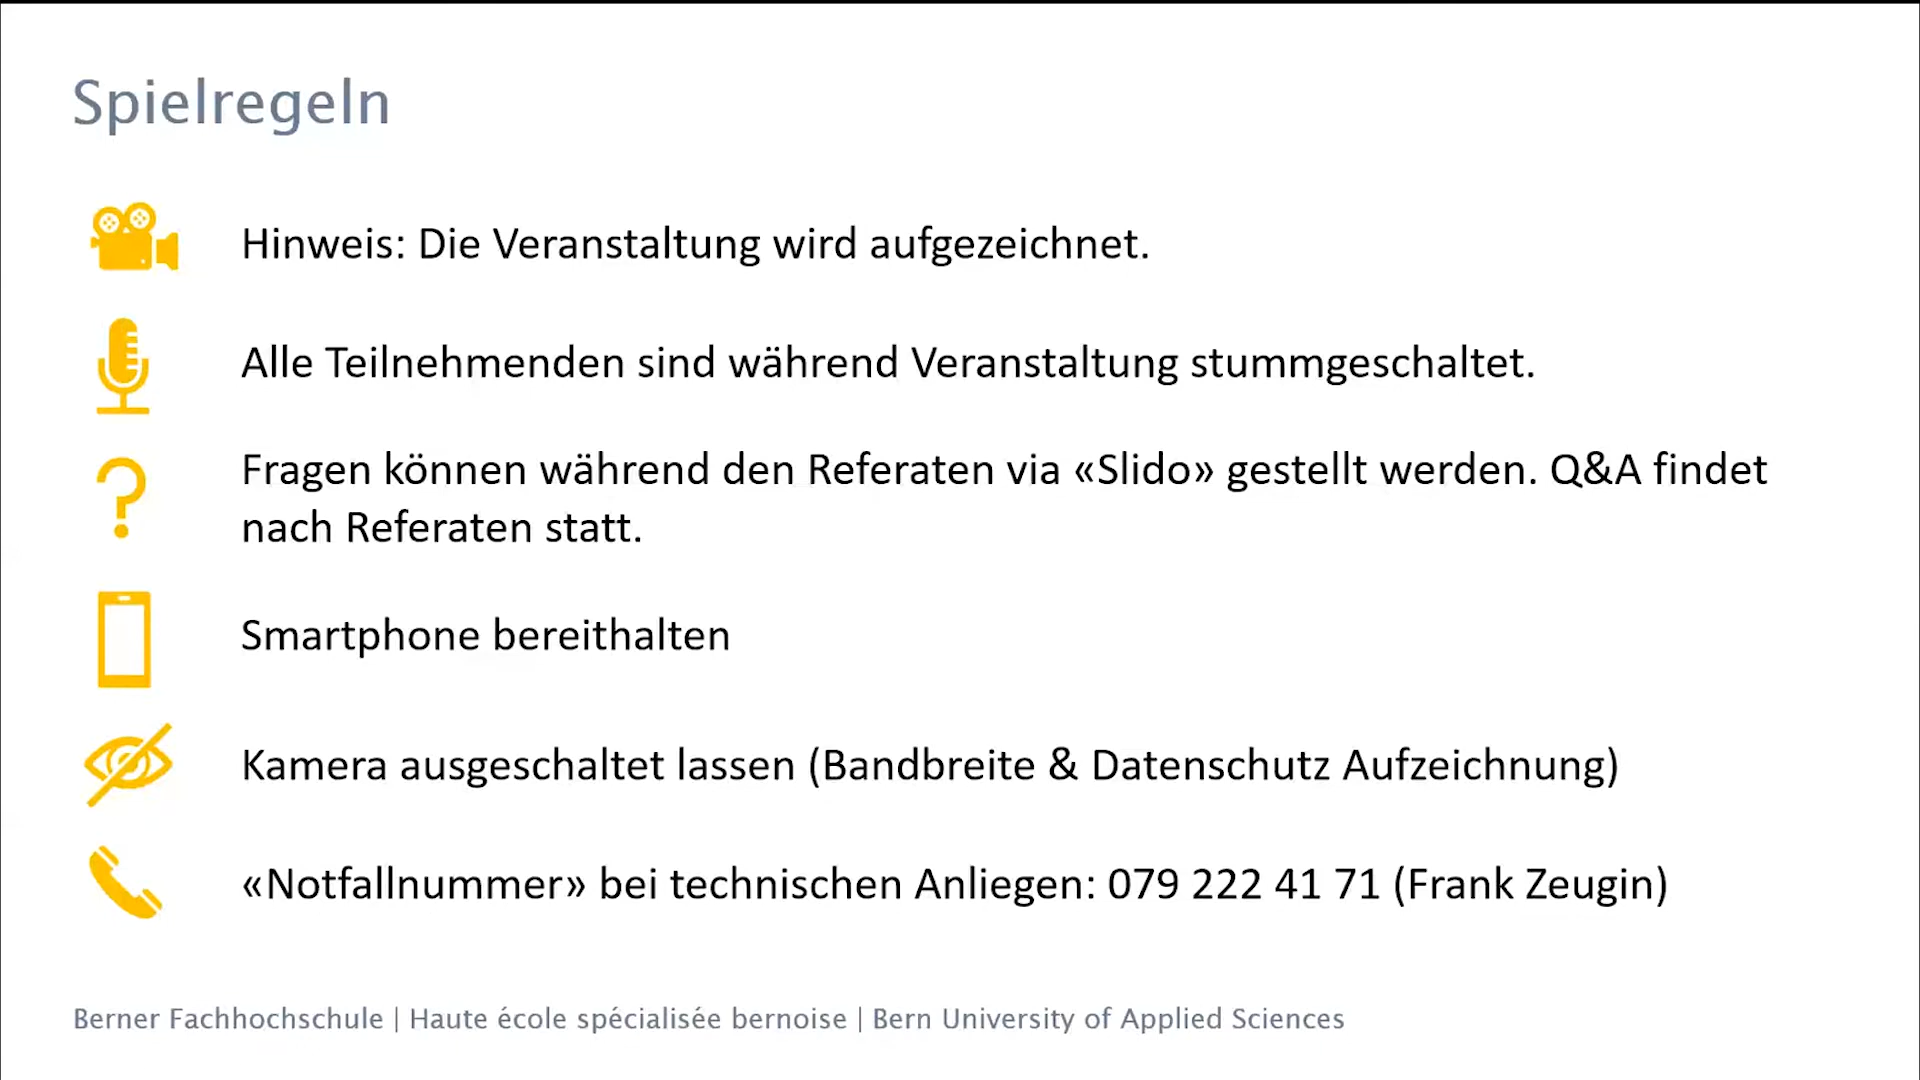 Spielregeln
Hinweis: Die Veranstaltung wird aufgezeichnet.
Alle Teilnehmenden sind während Veranstaltung stummgeschaltet.
Fragen können während den Referaten via «Slido» gestellt werden. Q&A findet
nach Referaten statt.
Smartphone bereithalten
Kamera ausgeschaltet lassen (Bandbreite & Datenschutz Aufzeichnung)
«Notfallnummer» bei technischen Anliegen: 079 222 41 71 (Frank Zeugin)
Berner Fachhochschule | Haute école spécialisée bernoise | Bern University of Applied Sciences